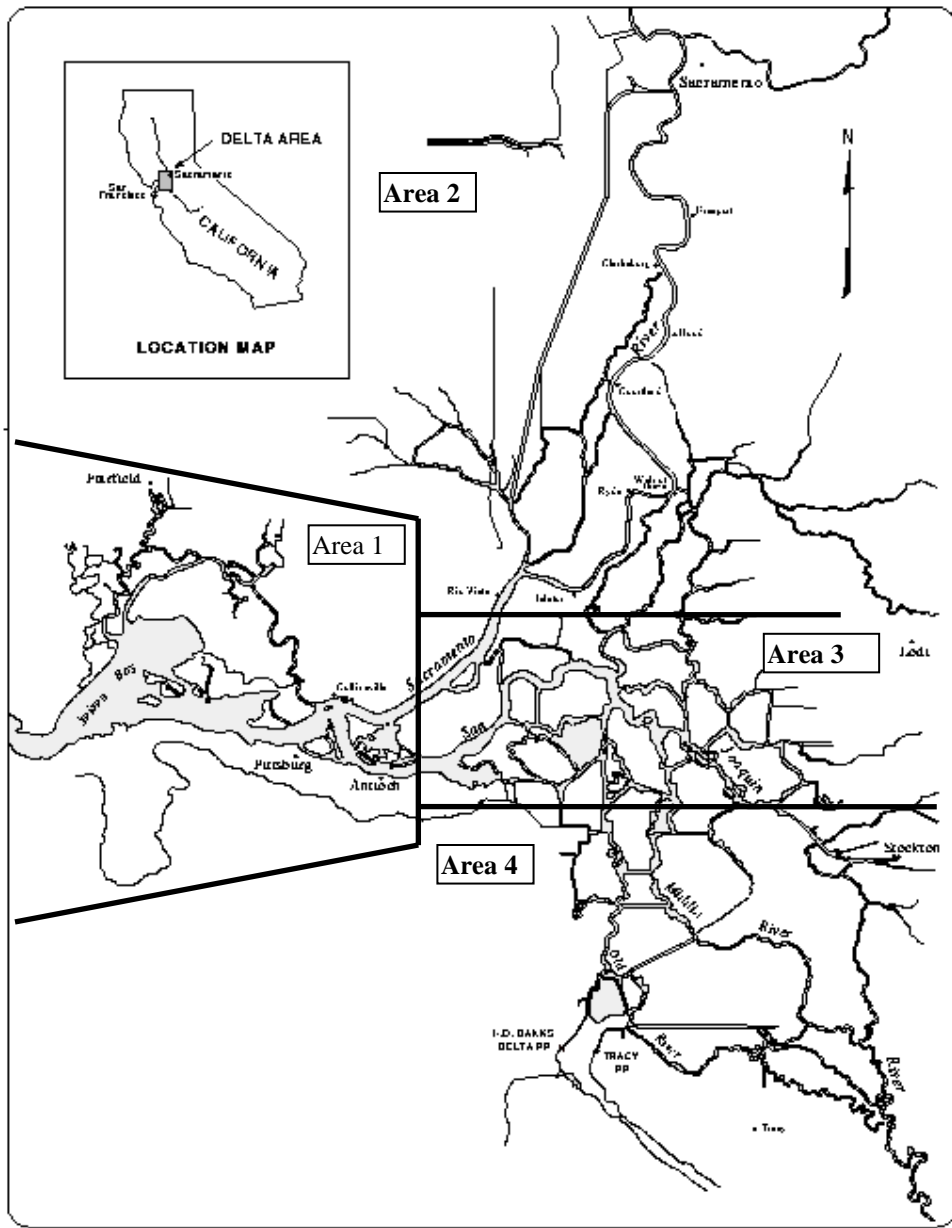 Sacramento
DELTA AREA
Sacramento
San
Francisco
CALIFORNIA
LOCATION MAP
Area 2
N
Freeport
Clarksburg
Hood
River
Courtland
Fairfield
Area 1
Ryde
Walnut
Grove
Rio Vista
Isleton
Sacramento
Area 3
Lodi
Suisun Bay
Collinsville
San
Joaquin
Pittsburg
Antioch
Area 4
Stockton
Middle
River
Old
TRACY
PP
River
River
Tracy
DELTA PP